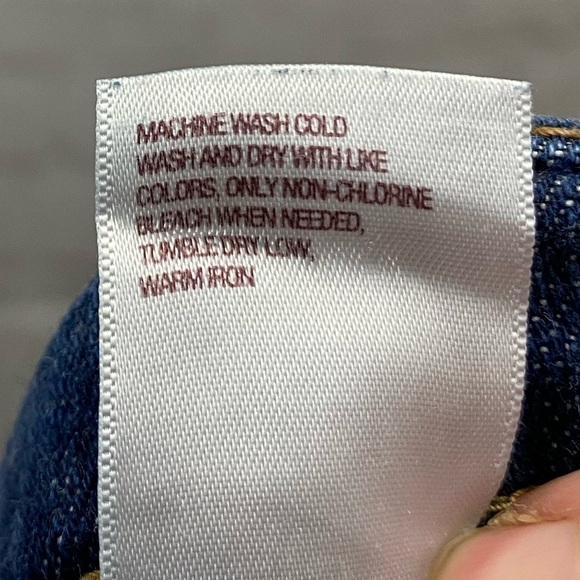 MACHINE WASH COLD
WASH AND DRY WITH LIKE
COLORS, ONLY NON-CHLORINE
BLEACH WHEN NEEDED,
TUMBLE DRY LOW,
WARM IRON